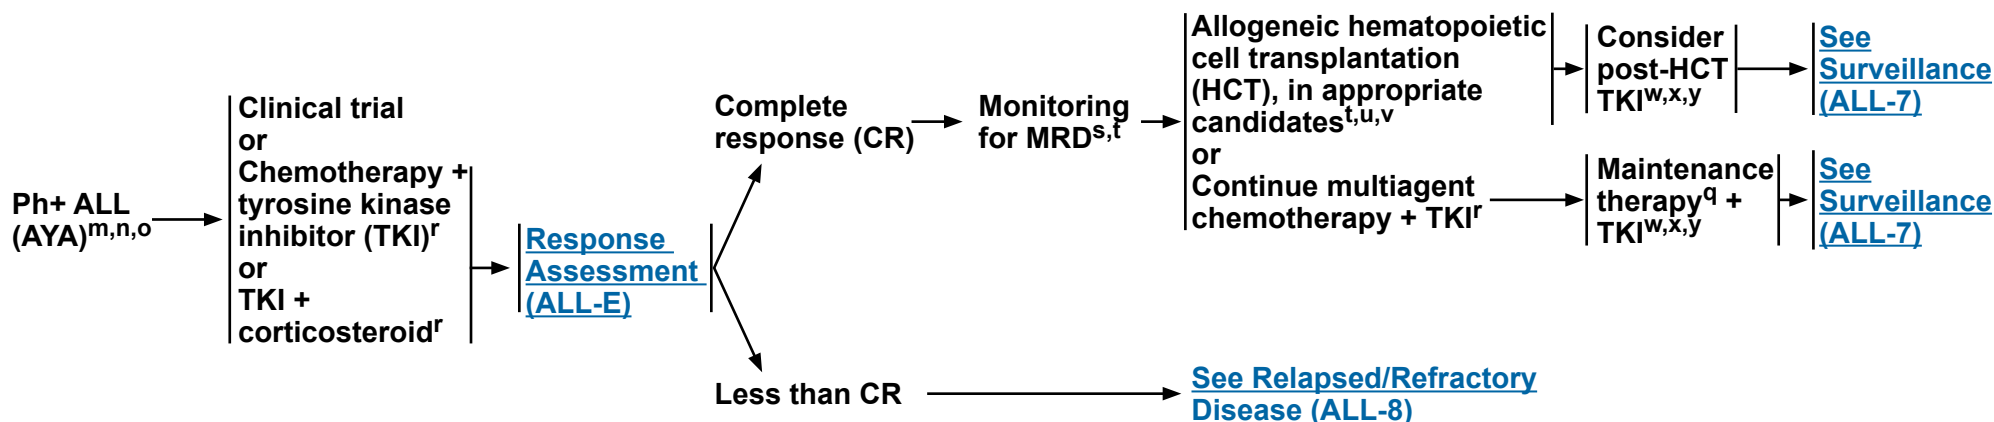 Ph+ ALL
(AYA)m,n,o
Clinical trial
or
Chemotherapy +
tyrosine kinase
inhibitor (TKI)r
or
TKI +
corticosteroidr
Response
Assessment
(ALL-E)
Complete
response (CR)
Monitoring
for MRDs,t
Allogeneic hematopoietic
cell transplantation
(HCT), in appropriate
candidatest,u,v
or
Continue multiagent
chemotherapy + TKIr
Consider
post-HCT
TKIw,x,y
See
Surveillance
(ALL-7)
Maintenance
therapyq +
TKIw,x,y
See
Surveillance
(ALL-7)
Less than CR
See Relapsed/Refractory
Disease (ALL-8)